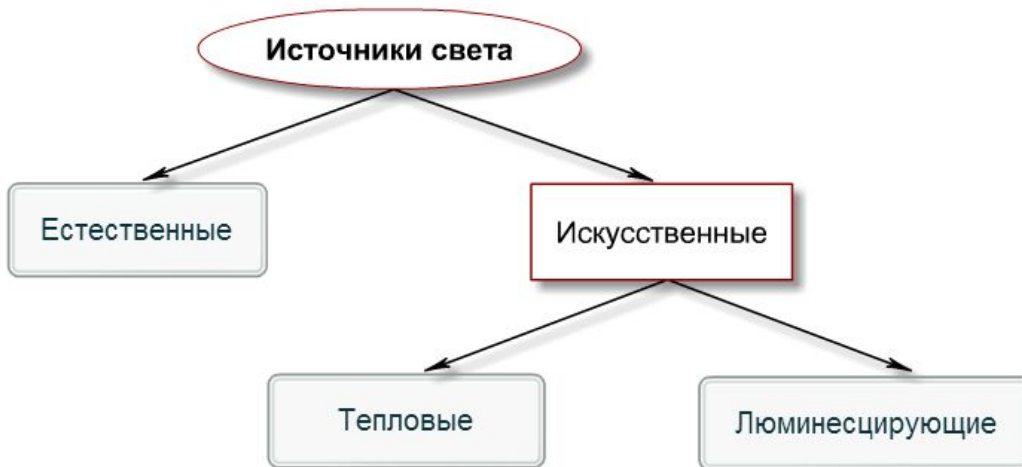 Источники света
Естественные
Искусственные
Тепловые
Люминесцирующие